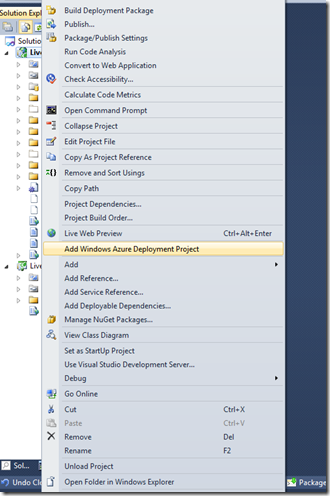 Solution Explo
Solution
Live
Live
Build Deployment Package
Publish...
Package/Publish Settings
Run Code Analysis
Convert to Web Application
Check Accessibility...
Calculate Code Metrics
Open Command Prompt
Collapse Project
Edit Project File
Copy As Project Reference
Remove and Sort Usings
Copy Path
Project Dependencies...
Project Build Order...
Live Web Preview Ctrl+Alt+Enter
Add Windows Azure Deployment Project
Add
Add Reference...
Add Service Reference...
Add Deployable Dependencies...
Manage NuGet Packages...
View Class Diagram
Set as StartUp Project
Use Visual Studio Development Server...
Debug
Go Online
Cut Ctrl+X
Paste Ctrl+V
Remove Del
Rename F2
Unload Project
Open Folder in Windows Explorer
Sol...
Undo Clo
Package